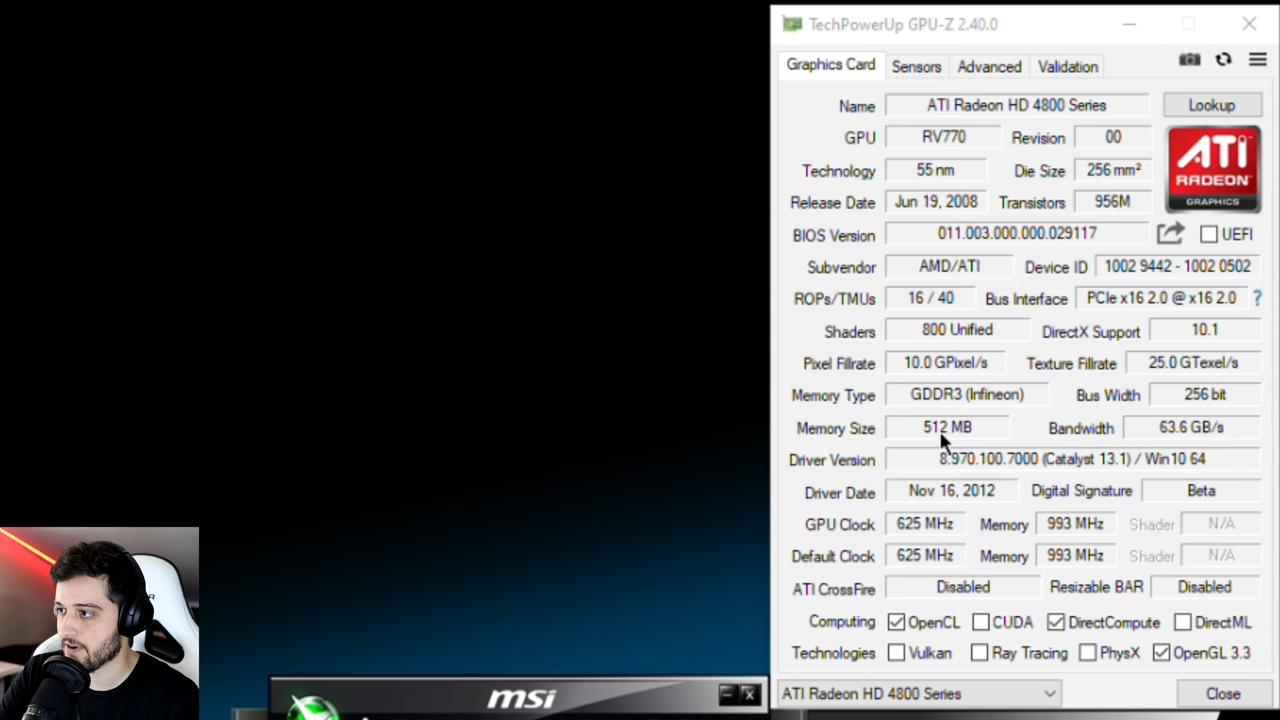 TechPowerUp GPU-Z 2.40.0
Graphics Card Sensors Advanced Validation
Name ATI Radeon HD 4800 Series Lookup
GPU RV770 Revision 00
Technology 55 nm Die Size 256 mm²
Release Date Jun 19, 2008 Transistors 956M
BIOS Version 011.003.000.000.029117 UEFI
Subvendor AMD/ATI Device ID 1002 9442 - 1002 0502
ROPs/TMUs 16 / 40 Bus Interface PCIe x16 2.0 @ x16 2.0 ?
Shaders 800 Unified DirectX Support 10.1
Pixel Fillrate 10.0 GPixel/s Texture Fillrate 25.0 GTexel/s
Memory Type GDDR3 (Infineon) Bus Width 256 bit
Memory Size 512 MB Bandwidth 63.6 GB/s
Driver Version 8.970.100.7000 (Catalyst 13.1) / Win10 64
Driver Date Nov 16, 2012 Digital Signature Beta
GPU Clock 625 MHz Memory 993 MHz Shader N/A
Default Clock 625 MHz Memory 993 MHz Shader N/A
ATI CrossFire Disabled Resizable BAR Disabled
Computing OpenCL CUDA DirectCompute DirectML
Technologies Vulkan Ray Tracing PhysX OpenGL 3.3
ATI Radeon HD 4800 Series Close
ATI
RADEON
GRAPHICS
msi